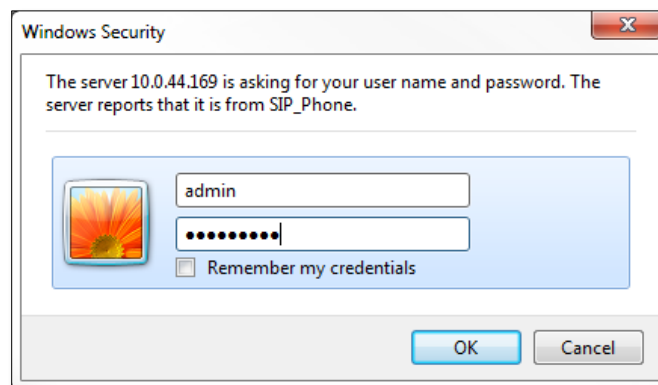 Windows Security
The server 10.0.44.169 is asking for your user name and password. The
server reports that it is from SIP_Phone.
admin
●●●●●●●●●
Remember my credentials
OK
Cancel